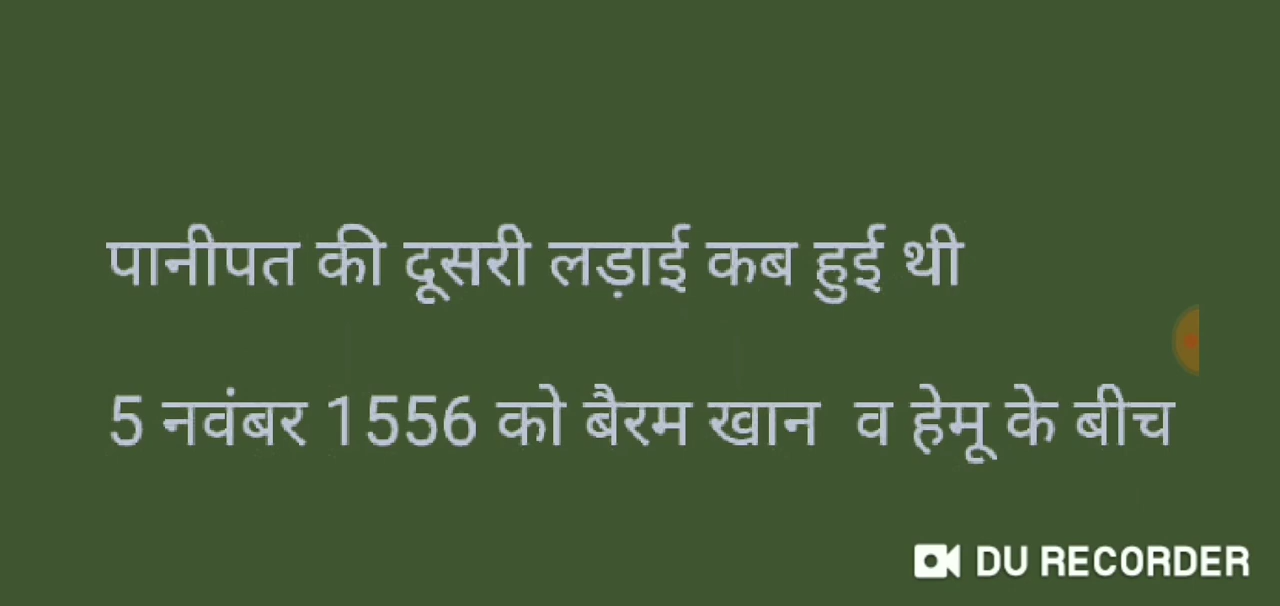 पानीपत की दूसरी लड़ाई कब हुई थी
5 नवंबर 1556 को बैरम खान व हेमू के बीच
DU RECORDER